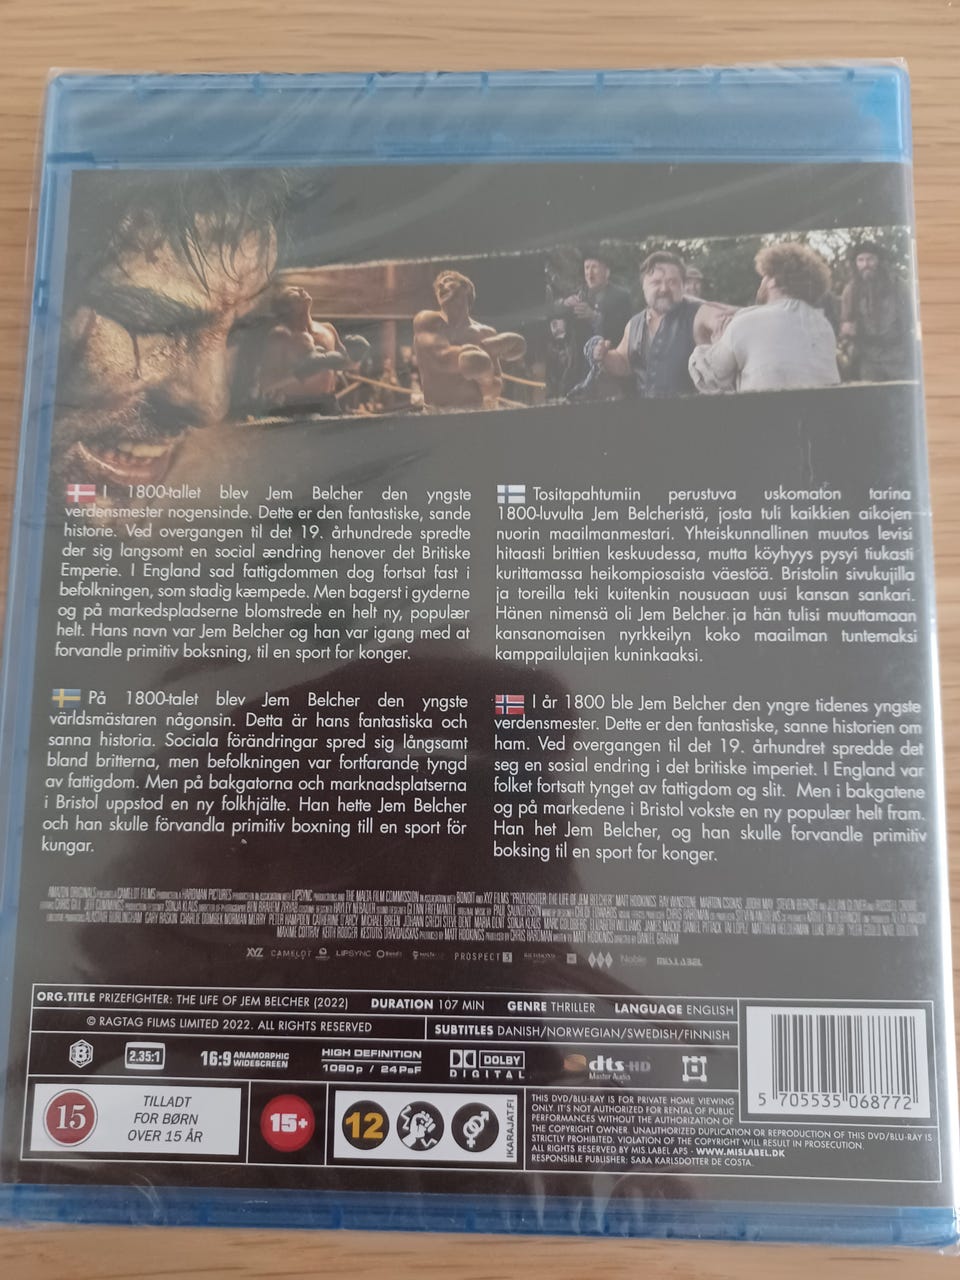 I 1800-tallet blev Jem Belcher den yngste
verdensmester nogensinde. Dette er den fantastiske, sande
historie. Ved overgangen til det 19. århundrede spredte
der sig langsomt en social ændring henover det Britiske
Emperie. I England sad fattigdommen dog fortsat fast i
befolkningen, som stadig kæmpede. Men bagerst i gyderne
og på markedspladserne blomstrede en helt ny, populær
helt. Hans navn var Jem Belcher og han var igang med at
forvandle primitiv boksning, til en sport for konger.
Tositapahtumiin perustuva uskomaton tarina
1800-luvulta Jem Belcheristä, josta tuli kaikkien aikojen
nuorin maailmanmestari. Yhteiskunnallinen muutos levisi
hitaasti brittien keskuudessa, mutta köyhyys pysyi tiukasti
kurittamassa heikompiosaista väestöä. Bristolin sivukujilla
ja toreilla teki kuitenkin nousuaan uusi kansan sankari.
Hänen nimensä oli Jem Belcher ja hän tulisi muuttamaan
kansanomaisen nyrkkeilyn koko maailman tuntemaksi
kamppailulajien kuninkaaksi.
På 1800-talet blev Jem Belcher den yngste
världsmästaren någonsin. Detta är hans fantastiska och
sanna historia. Sociala förändringar spred sig långsamt
bland britterna, men befolkningen var fortfarande tyngd
av fattigdom. Men på bakgatorna och marknadsplatserna
i Bristol uppstod en ny folkhjälte. Han hette Jem Belcher
och han skulle förvandla primitiv boxning till en sport för
kungar.
I år 1800 ble Jem Belcher den yngre tidenes yngste
verdensmester. Dette er den fantastiske, sanne historien om
ham. Ved overgangen til det 19. århundret spredde det
seg en sosial endring i det britiske imperiet. I England var
folket fortsatt tynget av fattigdom og slit. Men i bakgatene
og på markedene i Bristol vokste en ny populær helt fram.
Han het Jem Belcher, og han skulle forvandle primitiv
boksing til en sport for konger.
XYZ CAMELOT LIPSYNC PROSPECT 3 Noble MIS.LABEL
ORG.TITLE PRIZEFIGHTER: THE LIFE OF JEM BELCHER (2022) DURATION 107 MIN GENRE THRILLER LANGUAGE ENGLISH
© RAGTAG FILMS LIMITED 2022. ALL RIGHTS RESERVED
SUBTITLES DANISH/NORWEGIAN/SWEDISH/FINNISH
B 2.35:1 16:9 ANAMORPHIC WIDESCREEN HIGH DEFINITION 1080p / 24PsF DOLBY DIGITAL dts-HD Master Audio
5 705535 068772
15 TILLADT
FOR BØRN
OVER 15 ÅR
15+
12
IKARAJAT.FI
THIS DVD/BLU-RAY IS FOR PRIVATE HOME VIEWING
ONLY. IT'S NOT AUTHORIZED FOR RENTAL OF PUBLIC
PERFORMANCES WITHOUT THE AUTHORIZATION OF
THE COPYRIGHT OWNER. UNAUTHORIZED DUPLICATION OR REPRODUCTION OF THIS DVD/BLU-RAY IS
STRICTLY PROHIBITED. VIOLATION OF THE COPYRIGHT WILL RESULT IN PROSECUTION.
ALL RIGHTS RESERVED BY MIS.LABEL APS - WWW.MISLABEL.DK
RESPONSIBLE PUBLISHER: SARA KARLSDOTTER DE COSTA.